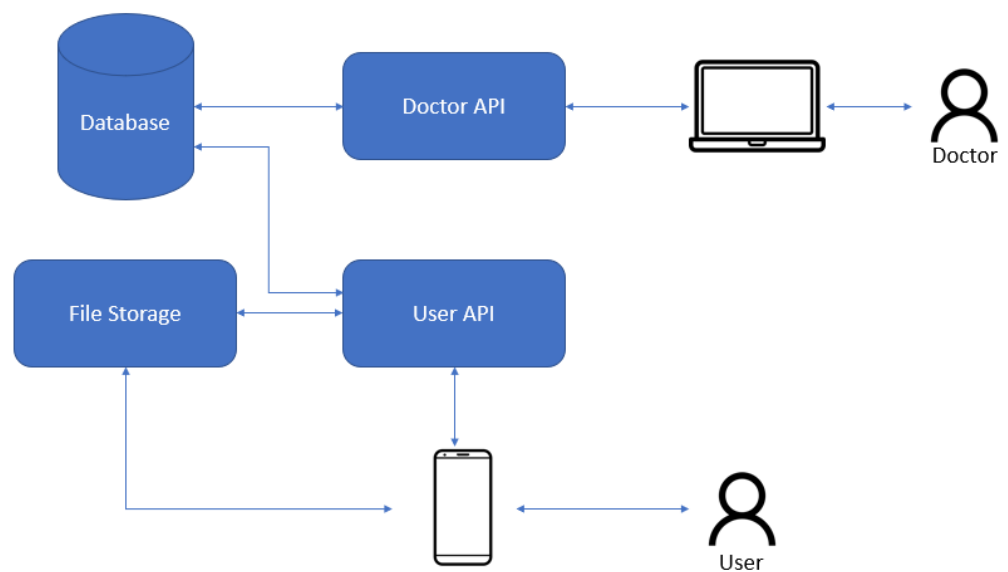 Database
Doctor API
Doctor
File Storage
User API
User